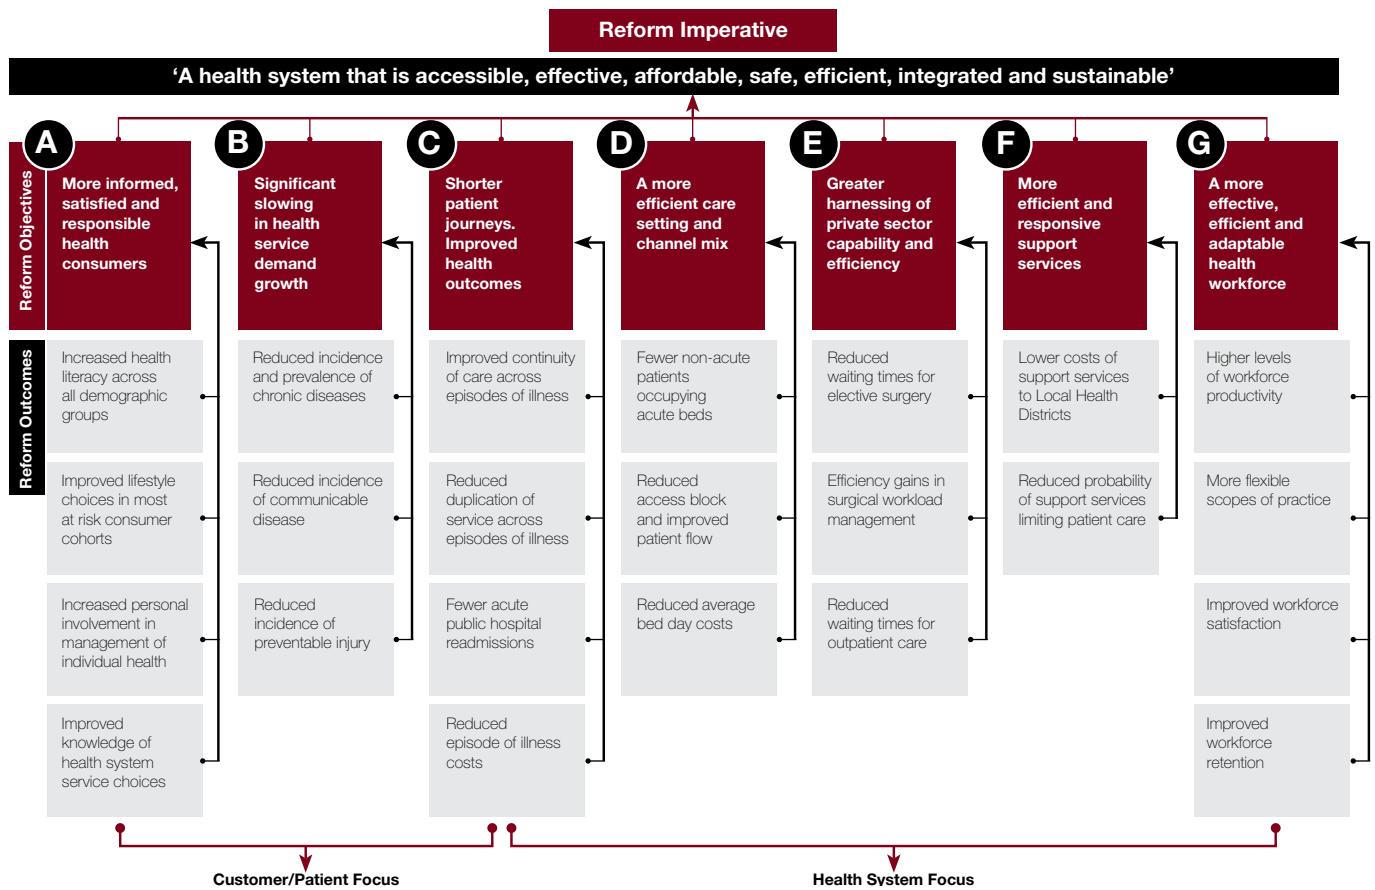 Reform Imperative
‘A health system that is accessible, effective, affordable, safe, efficient, integrated and sustainable’
Reform Objectives
A
More informed,
satisfied and
responsible
health
consumers
B
Significant
slowing
in health
service
demand
growth
C
Shorter
patient
journeys.
Improved
health
outcomes
D
A more
efficient care
setting and
channel mix
E
Greater
harnessing of
private sector
capability and
efficiency
F
More
efficient and
responsive
support
services
G
A more
effective,
efficient and
adaptable
health
workforce
Reform Outcomes
Increased health
literacy across
all demographic
groups
Reduced incidence
and prevalence of
chronic diseases
Improved continuity
of care across
episodes of illness
Fewer non-acute
patients
occupying
acute beds
Reduced
waiting times for
elective surgery
Lower costs of
support services
to Local Health
Districts
Higher levels
of workforce
productivity
Improved lifestyle
choices in most
at risk consumer
cohorts
Reduced incidence
of communicable
disease
Reduced
duplication of
service across
episodes of illness
Reduced
access block
and improved
patient flow
Efficiency gains in
surgical workload
management
Reduced probability
of support services
limiting patient care
More flexible
scopes of practice
Increased personal
involvement in
management of
individual health
Reduced
incidence of
preventable injury
Fewer acute
public hospital
readmissions
Reduced average
bed day costs
Reduced
waiting times for
outpatient care
Improved workforce
satisfaction
Improved
knowledge of
health system
service choices
Reduced
episode of illness
costs
Improved
workforce
retention
Customer/Patient Focus
Health System Focus